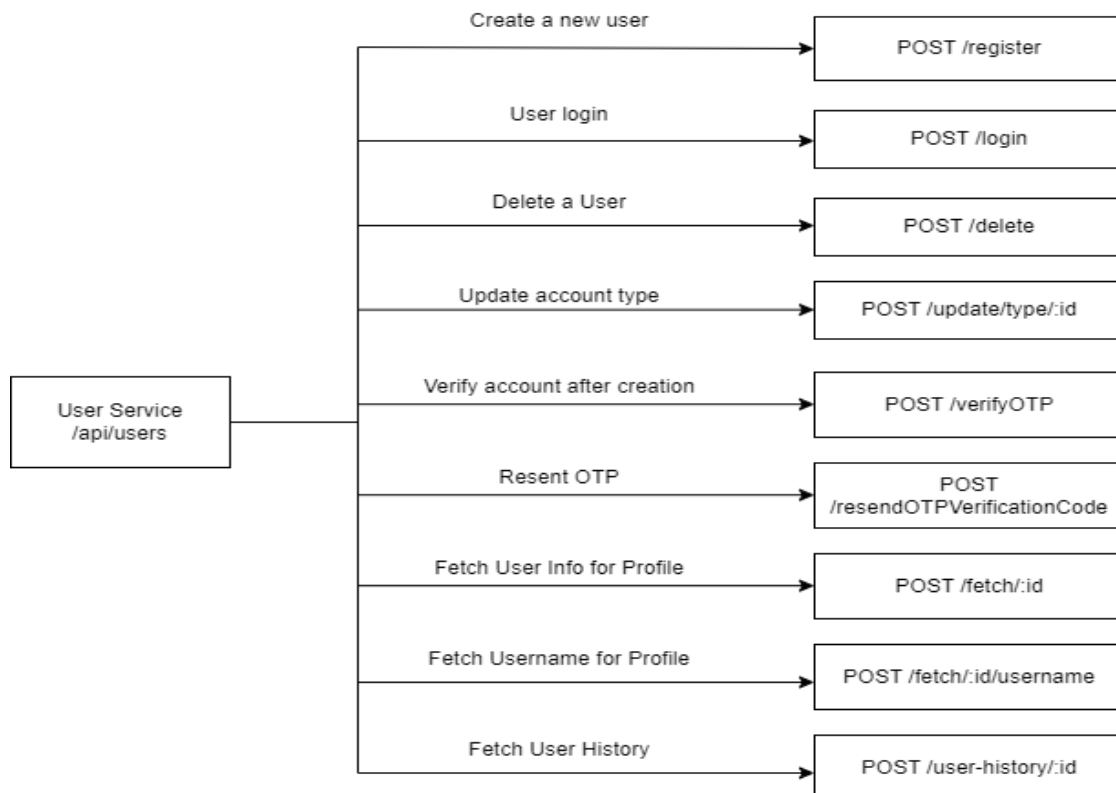 Create a new user
POST /register
User login
POST /login
Delete a User
POST /delete
Update account type
POST /update/type/:id
User Service
/api/users
Verify account after creation
POST /verifyOTP
Resent OTP
POST
/resendOTPVerificationCode
Fetch User Info for Profile
POST /fetch/:id
Fetch Username for Profile
POST /fetch/:id/username
Fetch User History
POST /user-history/:id